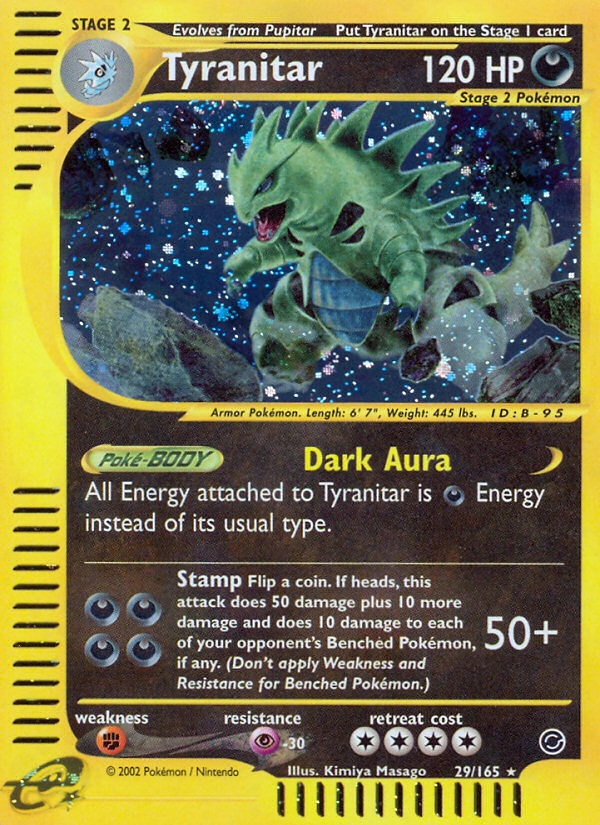 STAGE 2 Evolves from Pupitar Put Tyranitar on the Stage 1 card
Tyranitar 120 HP
Stage 2 Pokémon
Armor Pokémon. Length: 6' 7", Weight: 445 lbs. ID:B-95
Poké-BODY Dark Aura
All Energy attached to Tyranitar is Energy
instead of its usual type.
Stamp Flip a coin. If heads, this
attack does 50 damage plus 10 more
damage and does 10 damage to each
of your opponent's Benched Pokémon,
if any. (Don't apply Weakness and
Resistance for Benched Pokémon.)
50+
weakness resistance retreat cost
-30
© 2002 Pokémon / Nintendo Illus. Kimiya Masago 29/165 ★